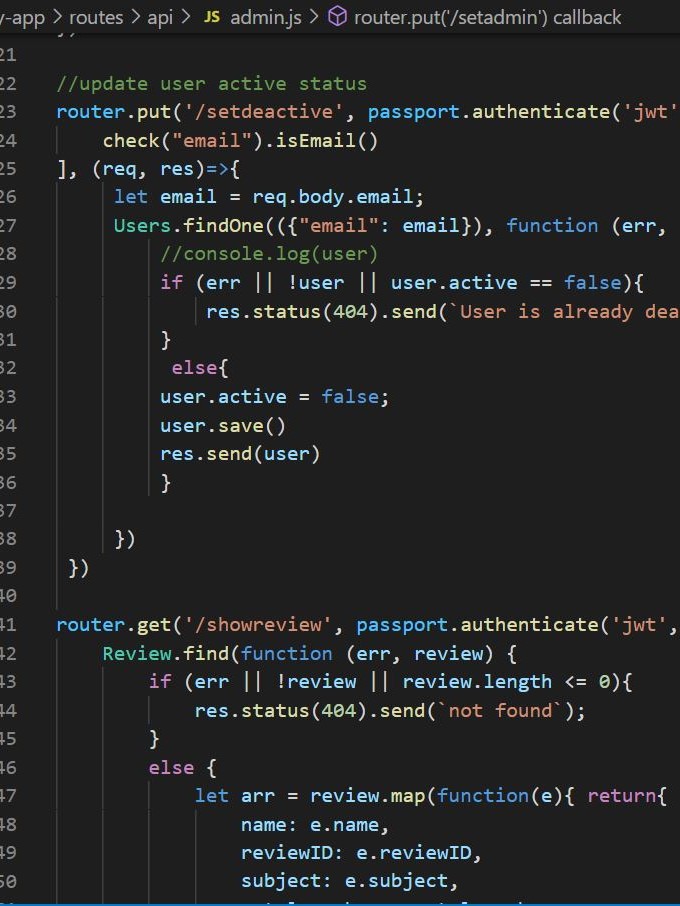 y-app > routes > api > JS admin.js > router.put('/setadmin') callback
21
22 //update user active status
23 router.put('/setdeactive', passport.authenticate('jwt'
24 check("email").isEmail()
25 ], (req, res)=>{
26 let email = req.body.email;
27 Users.findOne(({"email": email}), function (err,
28 //console.log(user)
29 if (err || !user || user.active == false){
30 res.status(404).send(`User is already dea
31 }
32 else{
33 user.active = false;
34 user.save()
35 res.send(user)
36 }
37
38 })
39 })
40
41 router.get('/showreview', passport.authenticate('jwt',
42 Review.find(function (err, review) {
43 if (err || !review || review.length <= 0){
44 res.status(404).send(`not found`);
45 }
46 else {
47 let arr = review.map(function(e){ return{
48 name: e.name,
49 reviewID: e.reviewID,
50 subject: e.subject,